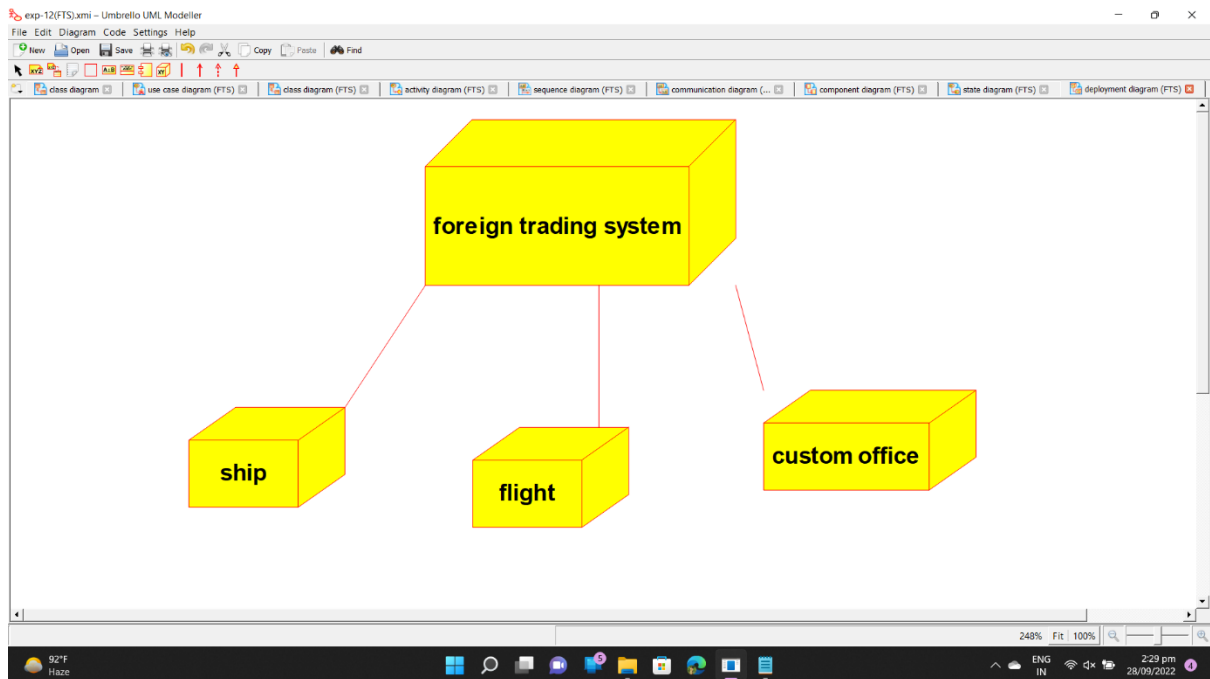 exp-12(FTS).xmi – Umbrello UML Modeller
File Edit Diagram Code Settings Help
New Open Save Copy Paste Find
class diagram use case diagram (FTS) class diagram (FTS) activity diagram (FTS) sequence diagram (FTS) communication diagram (... component diagram (FTS) state diagram (FTS) deployment diagram (FTS)
foreign trading system
ship
flight
custom office
248% Fit 100%
92°F
Haze
5
ENG
IN
2:29 pm
28/09/2022
4